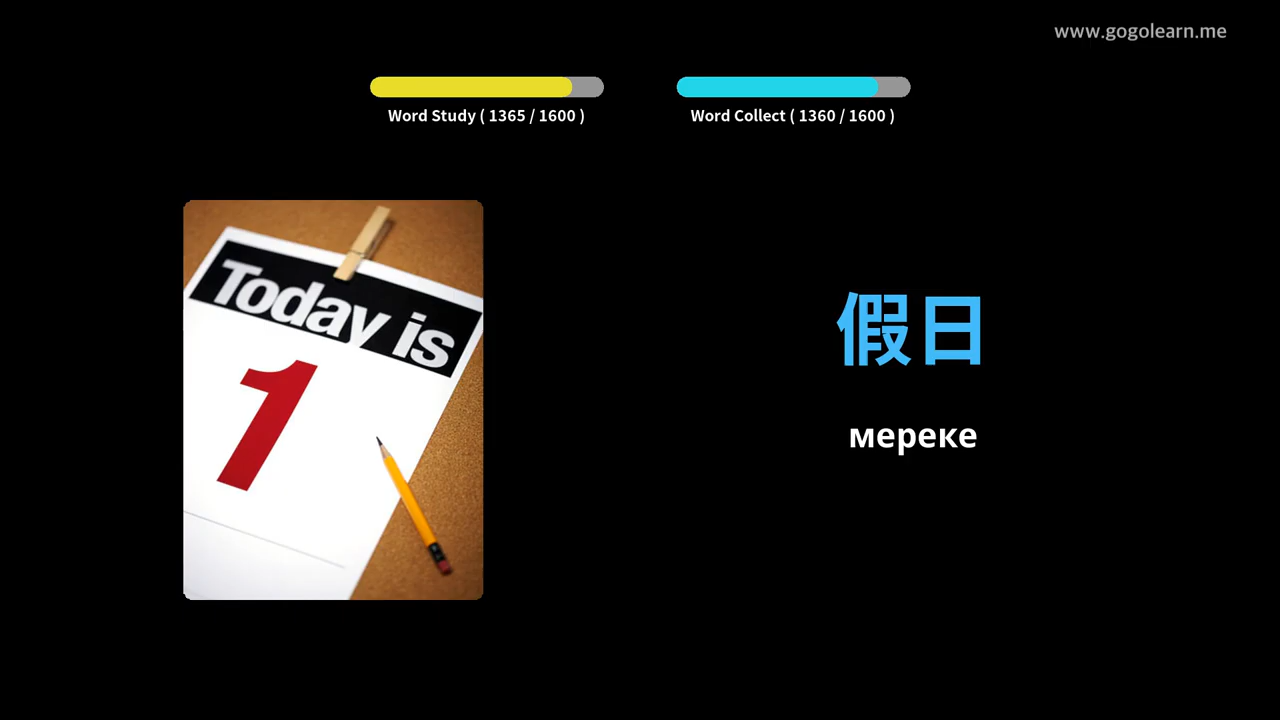 www.gogolearn.me
Word Study ( 1365 / 1600 )
Word Collect ( 1360 / 1600 )
Today is
1
假日
мереке